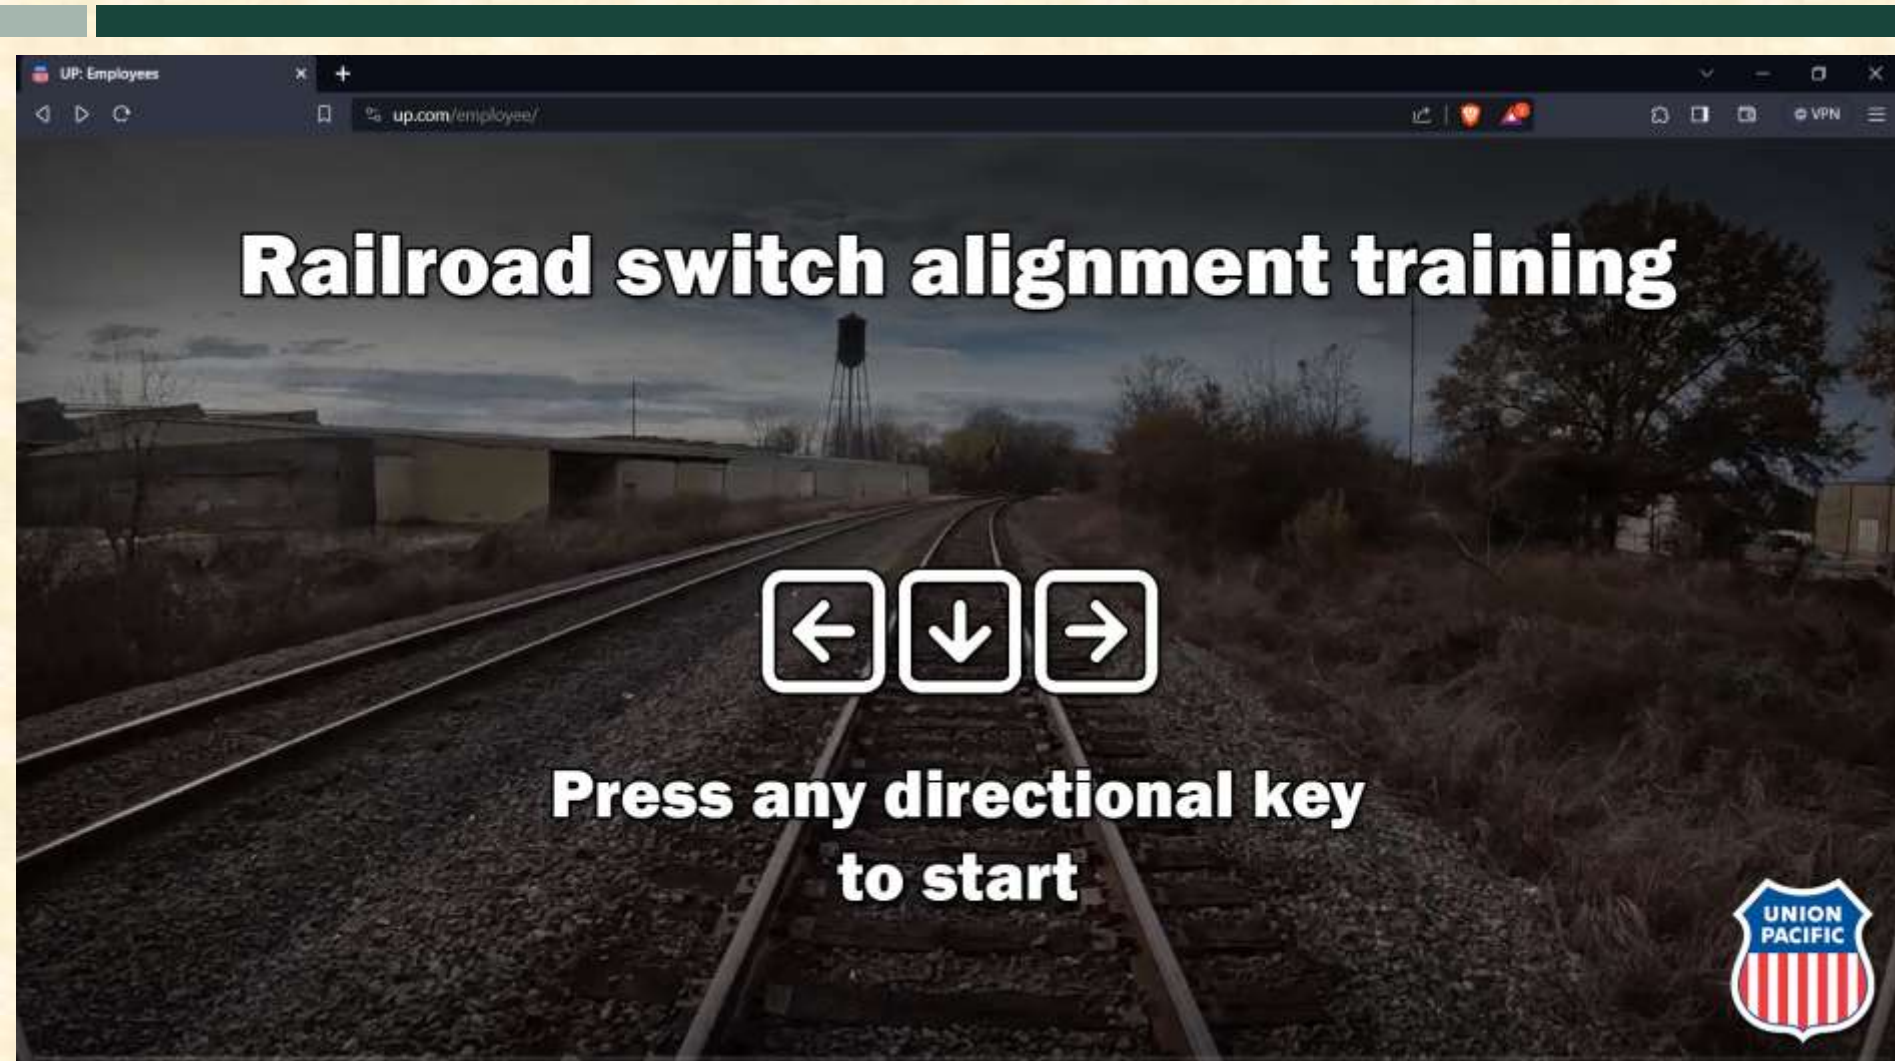 UP: Employees
up.com/employee/
VPN
Railroad switch alignment training
Press any directional key
to start
UNION
PACIFIC